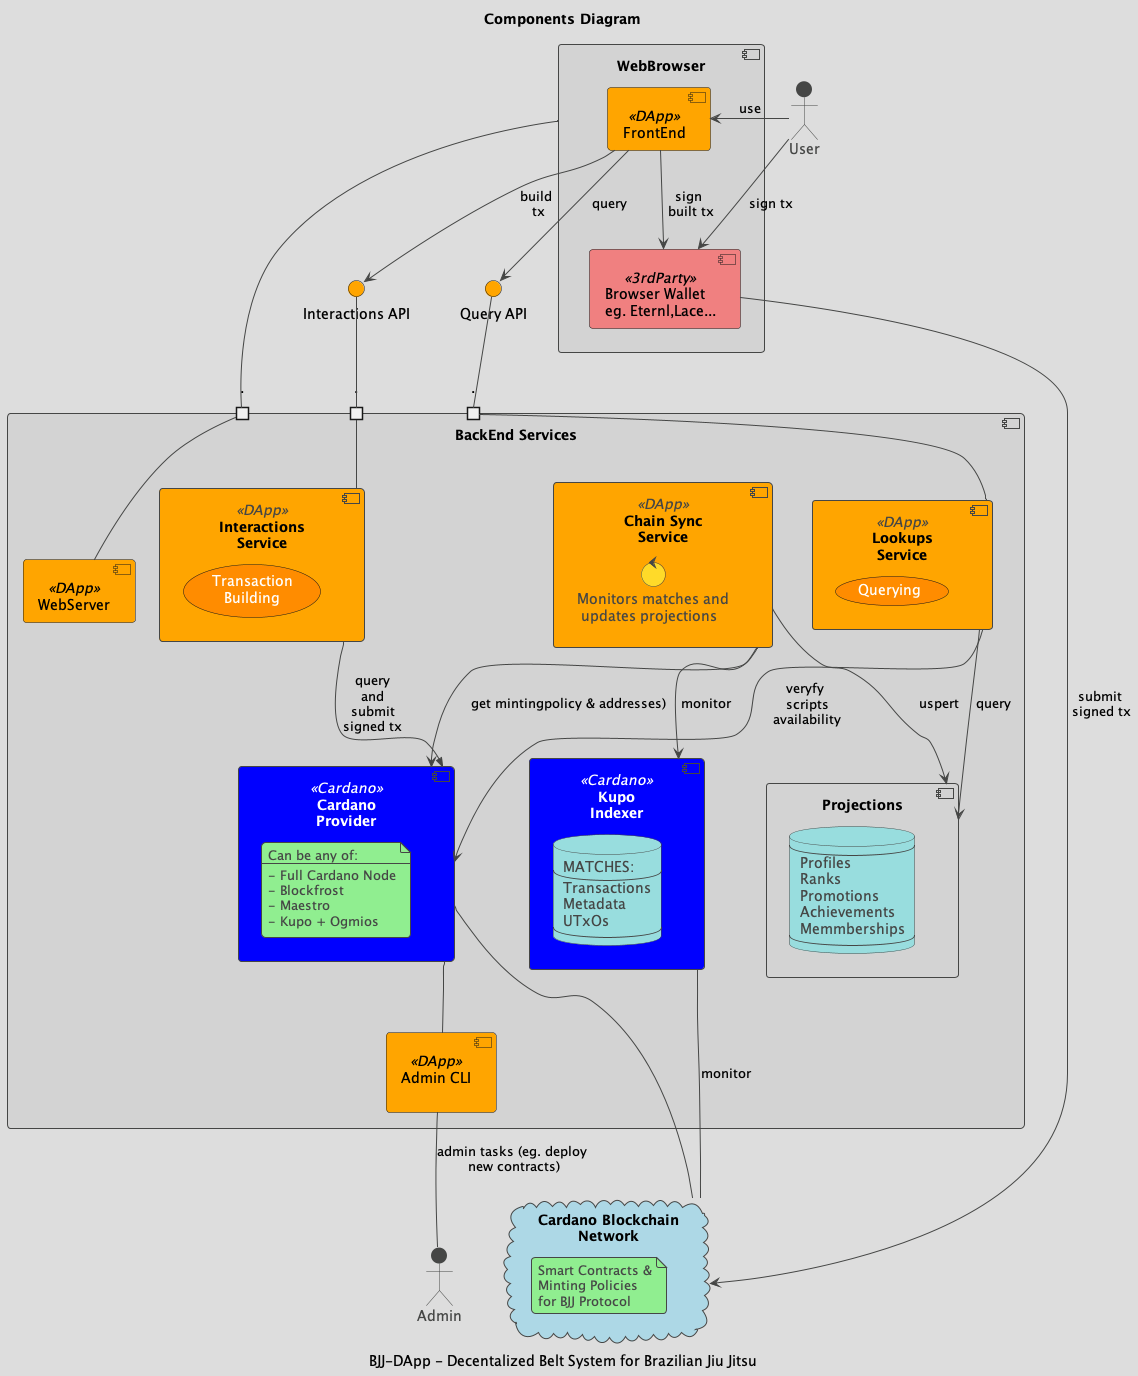 Components Diagram
WebBrowser
«DApp»
FrontEnd
use
User
build
tx
query
sign
built tx
sign tx
«3rdParty»
Browser Wallet
eg. Eternl,Lace...
Interactions API
Query API
.
.
.
BackEnd Services
«DApp»
WebServer
«DApp»
Interactions
Service
Transaction
Building
«DApp»
Chain Sync
Service
Monitors matches and
updates projections
«DApp»
Lookups
Service
Querying
query
and
submit
signed tx
get mintingpolicy & addresses)
monitor
veryfy
scripts
availability
uspert
query
submit
signed tx
«Cardano»
Cardano
Provider
Can be any of:
- Full Cardano Node
- Blockfrost
- Maestro
- Kupo + Ogmios
«Cardano»
Kupo
Indexer
MATCHES:
Transactions
Metadata
UTxOs
Projections
Profiles
Ranks
Promotions
Achievements
Memmberships
«DApp»
Admin CLI
monitor
admin tasks (eg. deploy
new contracts)
Admin
Cardano Blockchain
Network
Smart Contracts &
Minting Policies
for BJJ Protocol
BJJ-DApp - Decentalized Belt System for Brazilian Jiu Jitsu